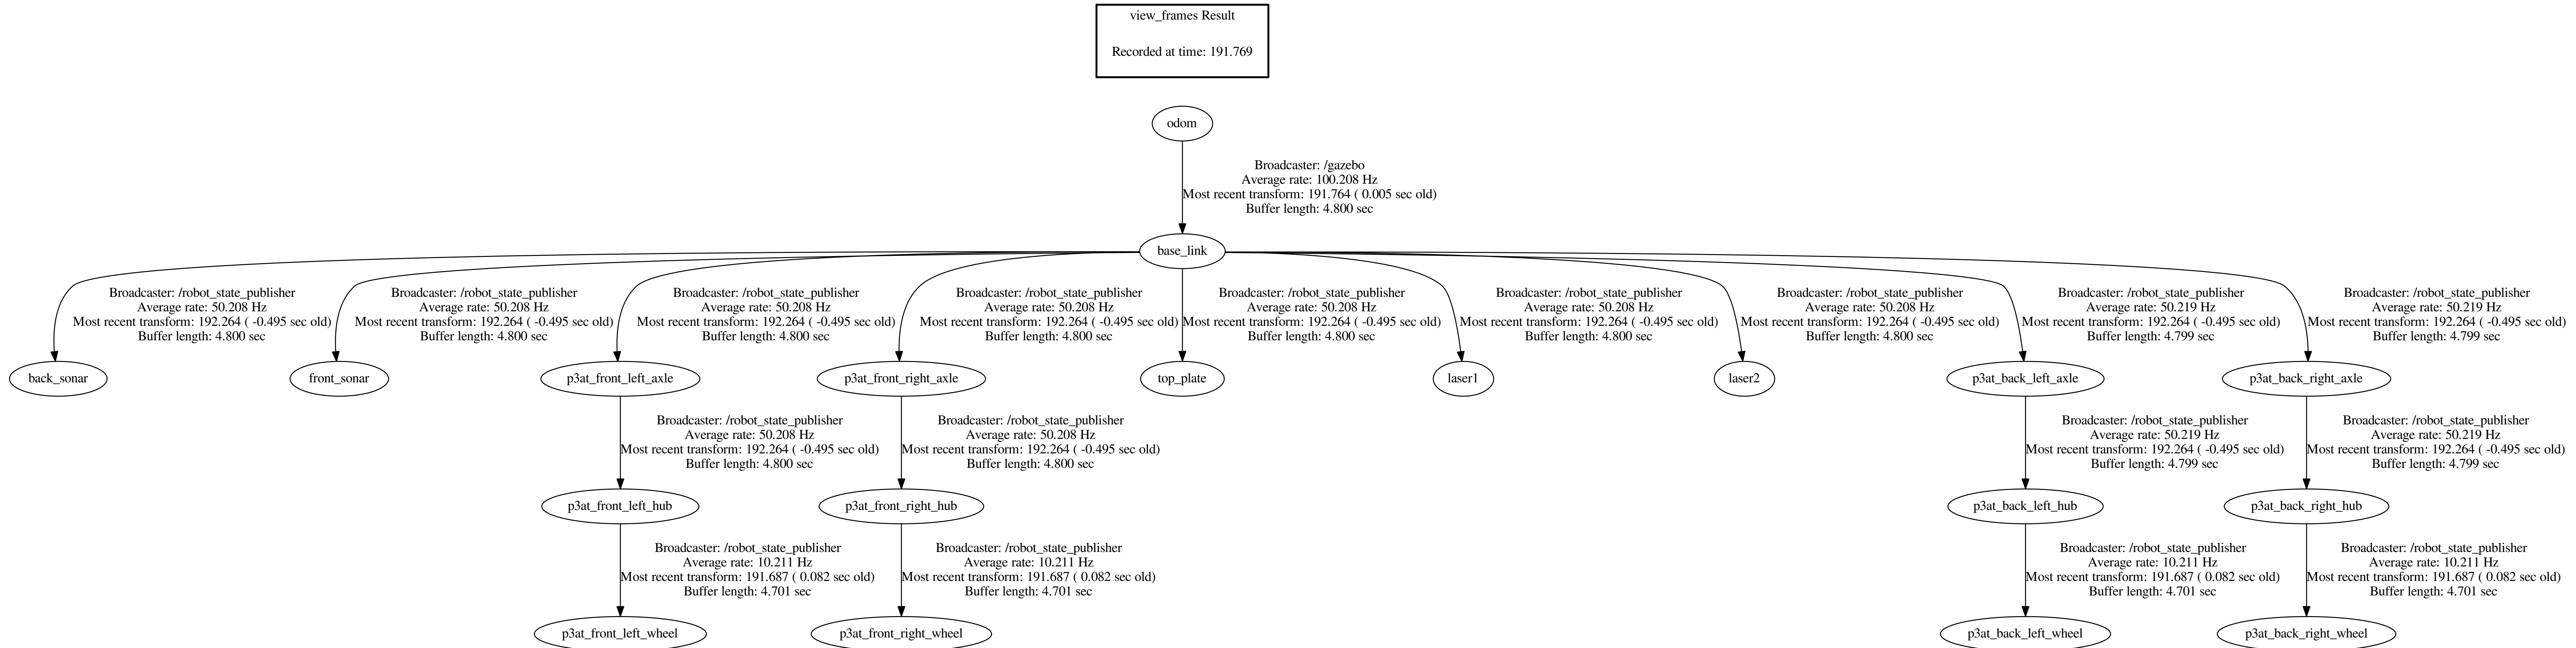 view_frames Result
Recorded at time: 191.769
odom
Broadcaster: /gazebo
Average rate: 100.208 Hz
Most recent transform: 191.764 ( 0.005 sec old)
Buffer length: 4.800 sec
base_link
Broadcaster: /robot_state_publisher
Average rate: 50.208 Hz
Most recent transform: 192.264 ( -0.495 sec old)
Buffer length: 4.800 sec
Broadcaster: /robot_state_publisher
Average rate: 50.208 Hz
Most recent transform: 192.264 ( -0.495 sec old)
Buffer length: 4.800 sec
Broadcaster: /robot_state_publisher
Average rate: 50.208 Hz
Most recent transform: 192.264 ( -0.495 sec old)
Buffer length: 4.800 sec
Broadcaster: /robot_state_publisher
Average rate: 50.208 Hz
Most recent transform: 192.264 ( -0.495 sec old)
Buffer length: 4.800 sec
Broadcaster: /robot_state_publisher
Average rate: 50.208 Hz
Most recent transform: 192.264 ( -0.495 sec old)
Buffer length: 4.800 sec
Broadcaster: /robot_state_publisher
Average rate: 50.208 Hz
Most recent transform: 192.264 ( -0.495 sec old)
Buffer length: 4.800 sec
Broadcaster: /robot_state_publisher
Average rate: 50.208 Hz
Most recent transform: 192.264 ( -0.495 sec old)
Buffer length: 4.800 sec
Broadcaster: /robot_state_publisher
Average rate: 50.219 Hz
Most recent transform: 192.264 ( -0.495 sec old)
Buffer length: 4.799 sec
Broadcaster: /robot_state_publisher
Average rate: 50.219 Hz
Most recent transform: 192.264 ( -0.495 sec old)
Buffer length: 4.799 sec
back_sonar
front_sonar
p3at_front_left_axle
p3at_front_right_axle
top_plate
laser1
laser2
p3at_back_left_axle
p3at_back_right_axle
Broadcaster: /robot_state_publisher
Average rate: 50.208 Hz
Most recent transform: 192.264 ( -0.495 sec old)
Buffer length: 4.800 sec
Broadcaster: /robot_state_publisher
Average rate: 50.208 Hz
Most recent transform: 192.264 ( -0.495 sec old)
Buffer length: 4.800 sec
Broadcaster: /robot_state_publisher
Average rate: 50.219 Hz
Most recent transform: 192.264 ( -0.495 sec old)
Buffer length: 4.799 sec
Broadcaster: /robot_state_publisher
Average rate: 50.219 Hz
Most recent transform: 192.264 ( -0.495 sec old)
Buffer length: 4.799 sec
p3at_front_left_hub
p3at_front_right_hub
p3at_back_left_hub
p3at_back_right_hub
Broadcaster: /robot_state_publisher
Average rate: 10.211 Hz
Most recent transform: 191.687 ( 0.082 sec old)
Buffer length: 4.701 sec
Broadcaster: /robot_state_publisher
Average rate: 10.211 Hz
Most recent transform: 191.687 ( 0.082 sec old)
Buffer length: 4.701 sec
Broadcaster: /robot_state_publisher
Average rate: 10.211 Hz
Most recent transform: 191.687 ( 0.082 sec old)
Buffer length: 4.701 sec
Broadcaster: /robot_state_publisher
Average rate: 10.211 Hz
Most recent transform: 191.687 ( 0.082 sec old)
Buffer length: 4.701 sec
p3at_front_left_wheel
p3at_front_right_wheel
p3at_back_left_wheel
p3at_back_right_wheel